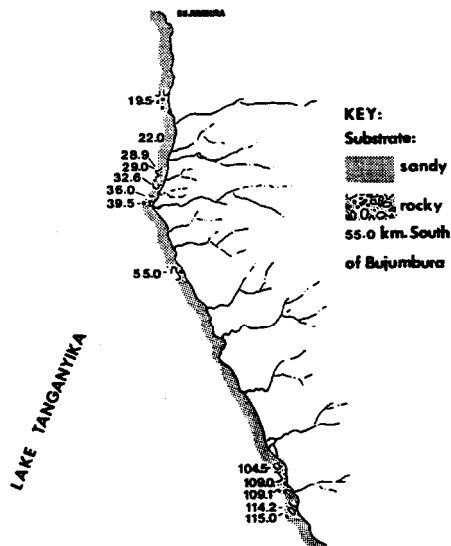 BUJUMBURA
19.5
22.0
28.9
29.0
32.6
36.0
39.5
55.0
104.5
109.0
109.1
114.2
115.0
LAKE TANGANYIKA
KEY:
Substrate:
sandy
rocky
55.0 km. South
of Bujumbura